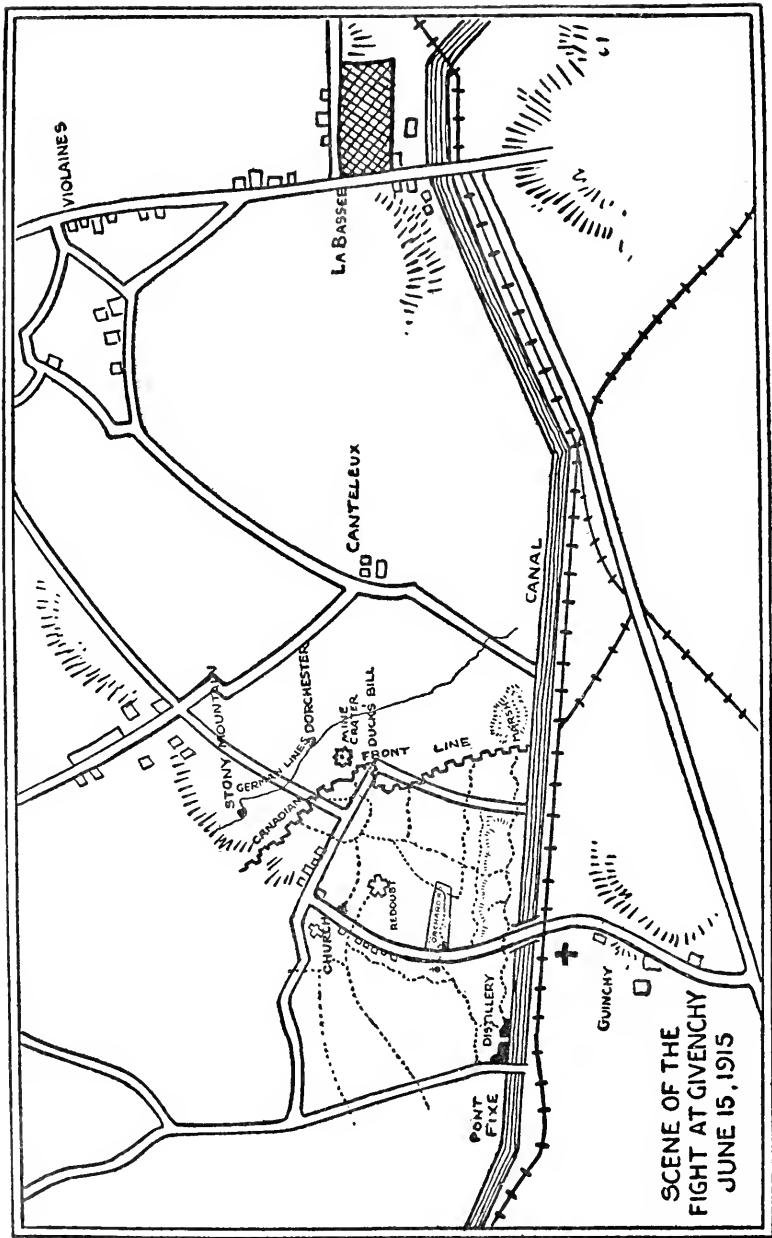 VIOLAINES
LA BASSEE
CANTELEUX
STONY MOUNTAIN
GERMAN LINES
DORCHESTER
MINE
CRATER
DUCKS BILL
CANADIAN FRONT LINE
CANAL
MARSH
REDOUBT
CHURCH
ORCHARD
DISTILLERY
PONT
FIXE
GUINCHY
SCENE OF THE
FIGHT AT GIVENCHY
JUNE 15, 1915